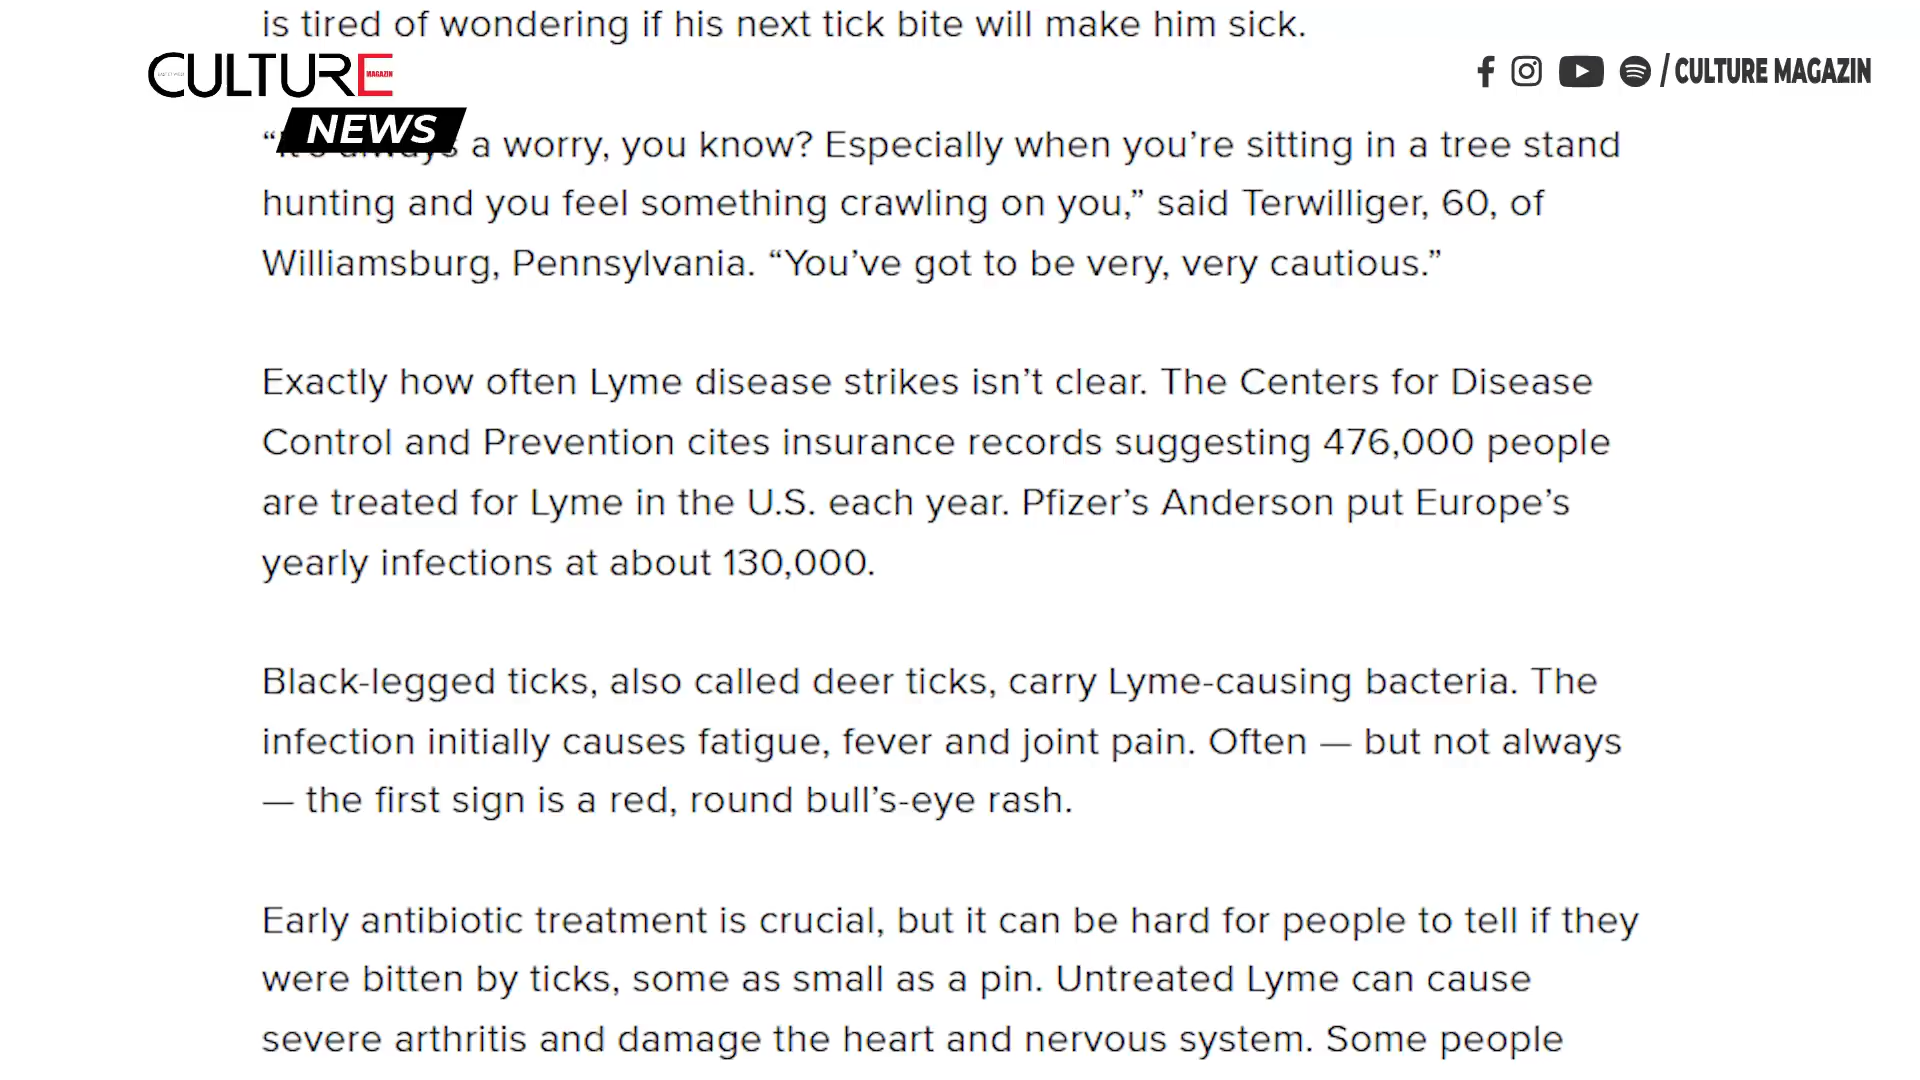 is tired of wondering if his next tick bite will make him sick.
CULTURE
MAGAZIN
NEWS
/ CULTURE MAGAZIN
“It’s always a worry, you know? Especially when you’re sitting in a tree stand
hunting and you feel something crawling on you,” said Terwilliger, 60, of
Williamsburg, Pennsylvania. “You’ve got to be very, very cautious.”
Exactly how often Lyme disease strikes isn’t clear. The Centers for Disease
Control and Prevention cites insurance records suggesting 476,000 people
are treated for Lyme in the U.S. each year. Pfizer’s Anderson put Europe’s
yearly infections at about 130,000.
Black-legged ticks, also called deer ticks, carry Lyme-causing bacteria. The
infection initially causes fatigue, fever and joint pain. Often — but not always
— the first sign is a red, round bull’s-eye rash.
Early antibiotic treatment is crucial, but it can be hard for people to tell if they
were bitten by ticks, some as small as a pin. Untreated Lyme can cause
severe arthritis and damage the heart and nervous system. Some people